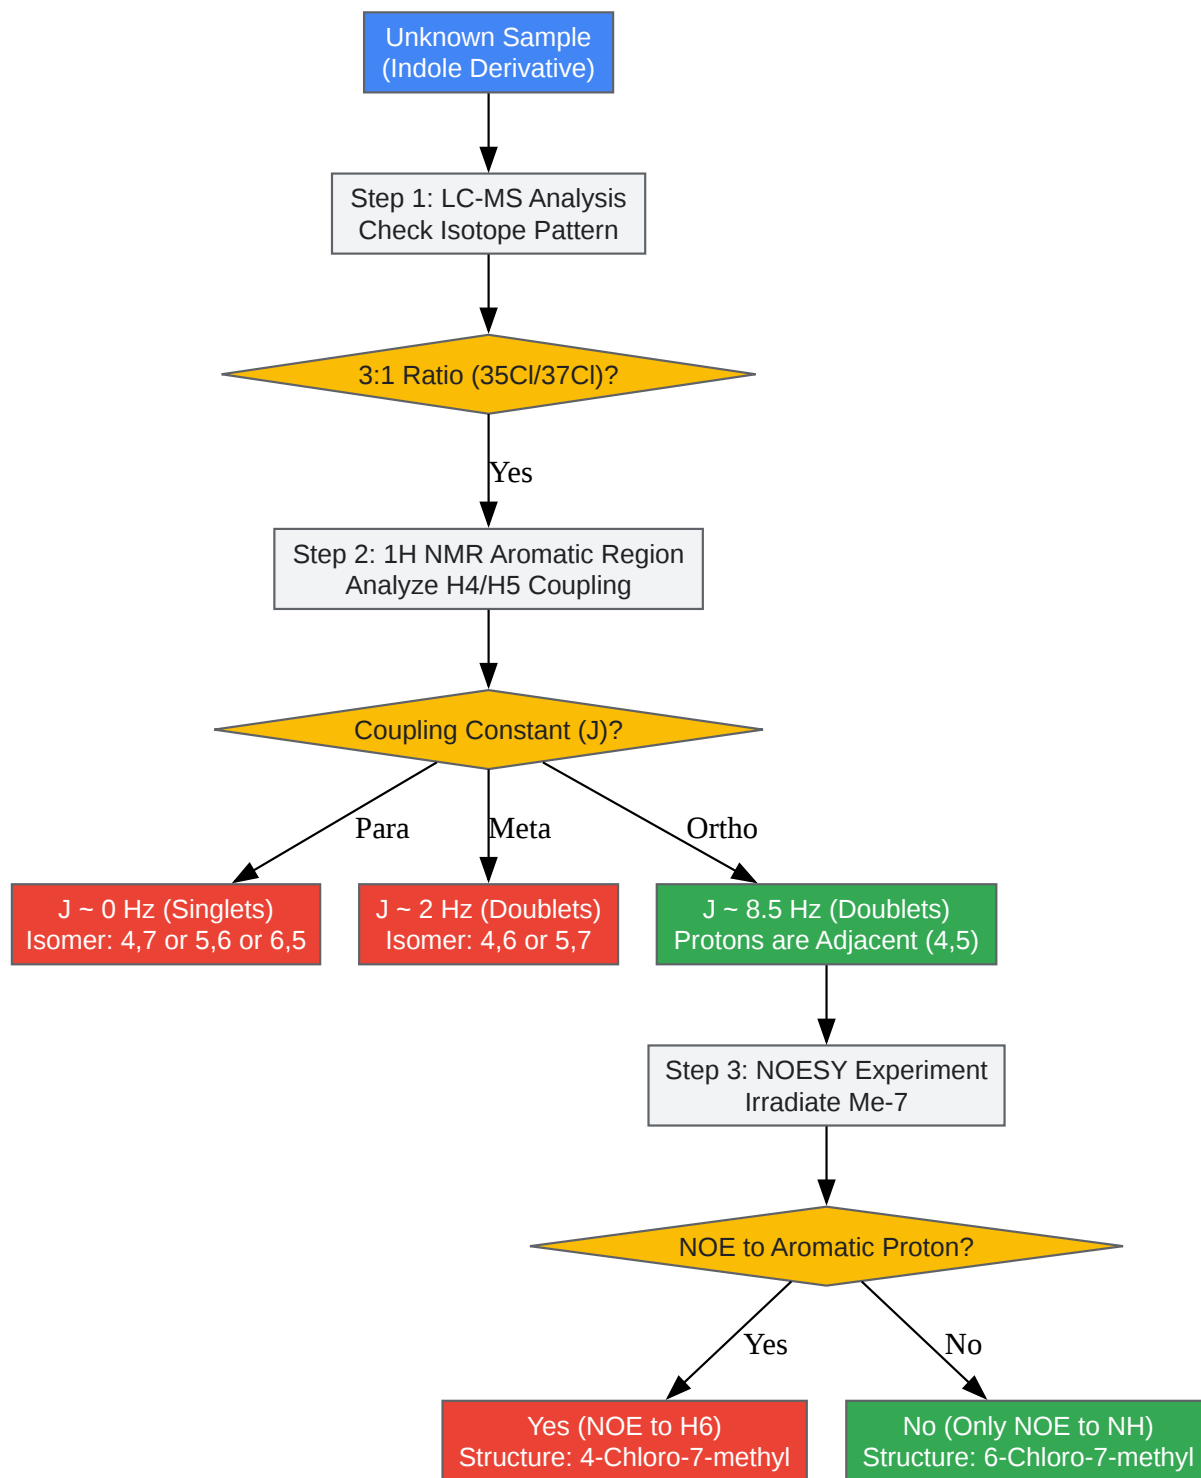 Unknown Sample
(Indole Derivative)
Step 1: LC-MS Analysis
Check Isotope Pattern
3:1 Ratio (35Cl/37Cl)?
Yes
Step 2: 1H NMR Aromatic Region
Analyze H4/H5 Coupling
Coupling Constant (J)?
Para
Meta
Ortho
J ~ 0 Hz (Singlets)
Isomer: 4,7 or 5,6 or 6,5
J ~ 2 Hz (Doublets)
Isomer: 4,6 or 5,7
J ~ 8.5 Hz (Doublets)
Protons are Adjacent (4,5)
Step 3: NOESY Experiment
Irradiate Me-7
NOE to Aromatic Proton?
Yes
No
Yes (NOE to H6)
Structure: 4-Chloro-7-methyl
No (Only NOE to NH)
Structure: 6-Chloro-7-methyl